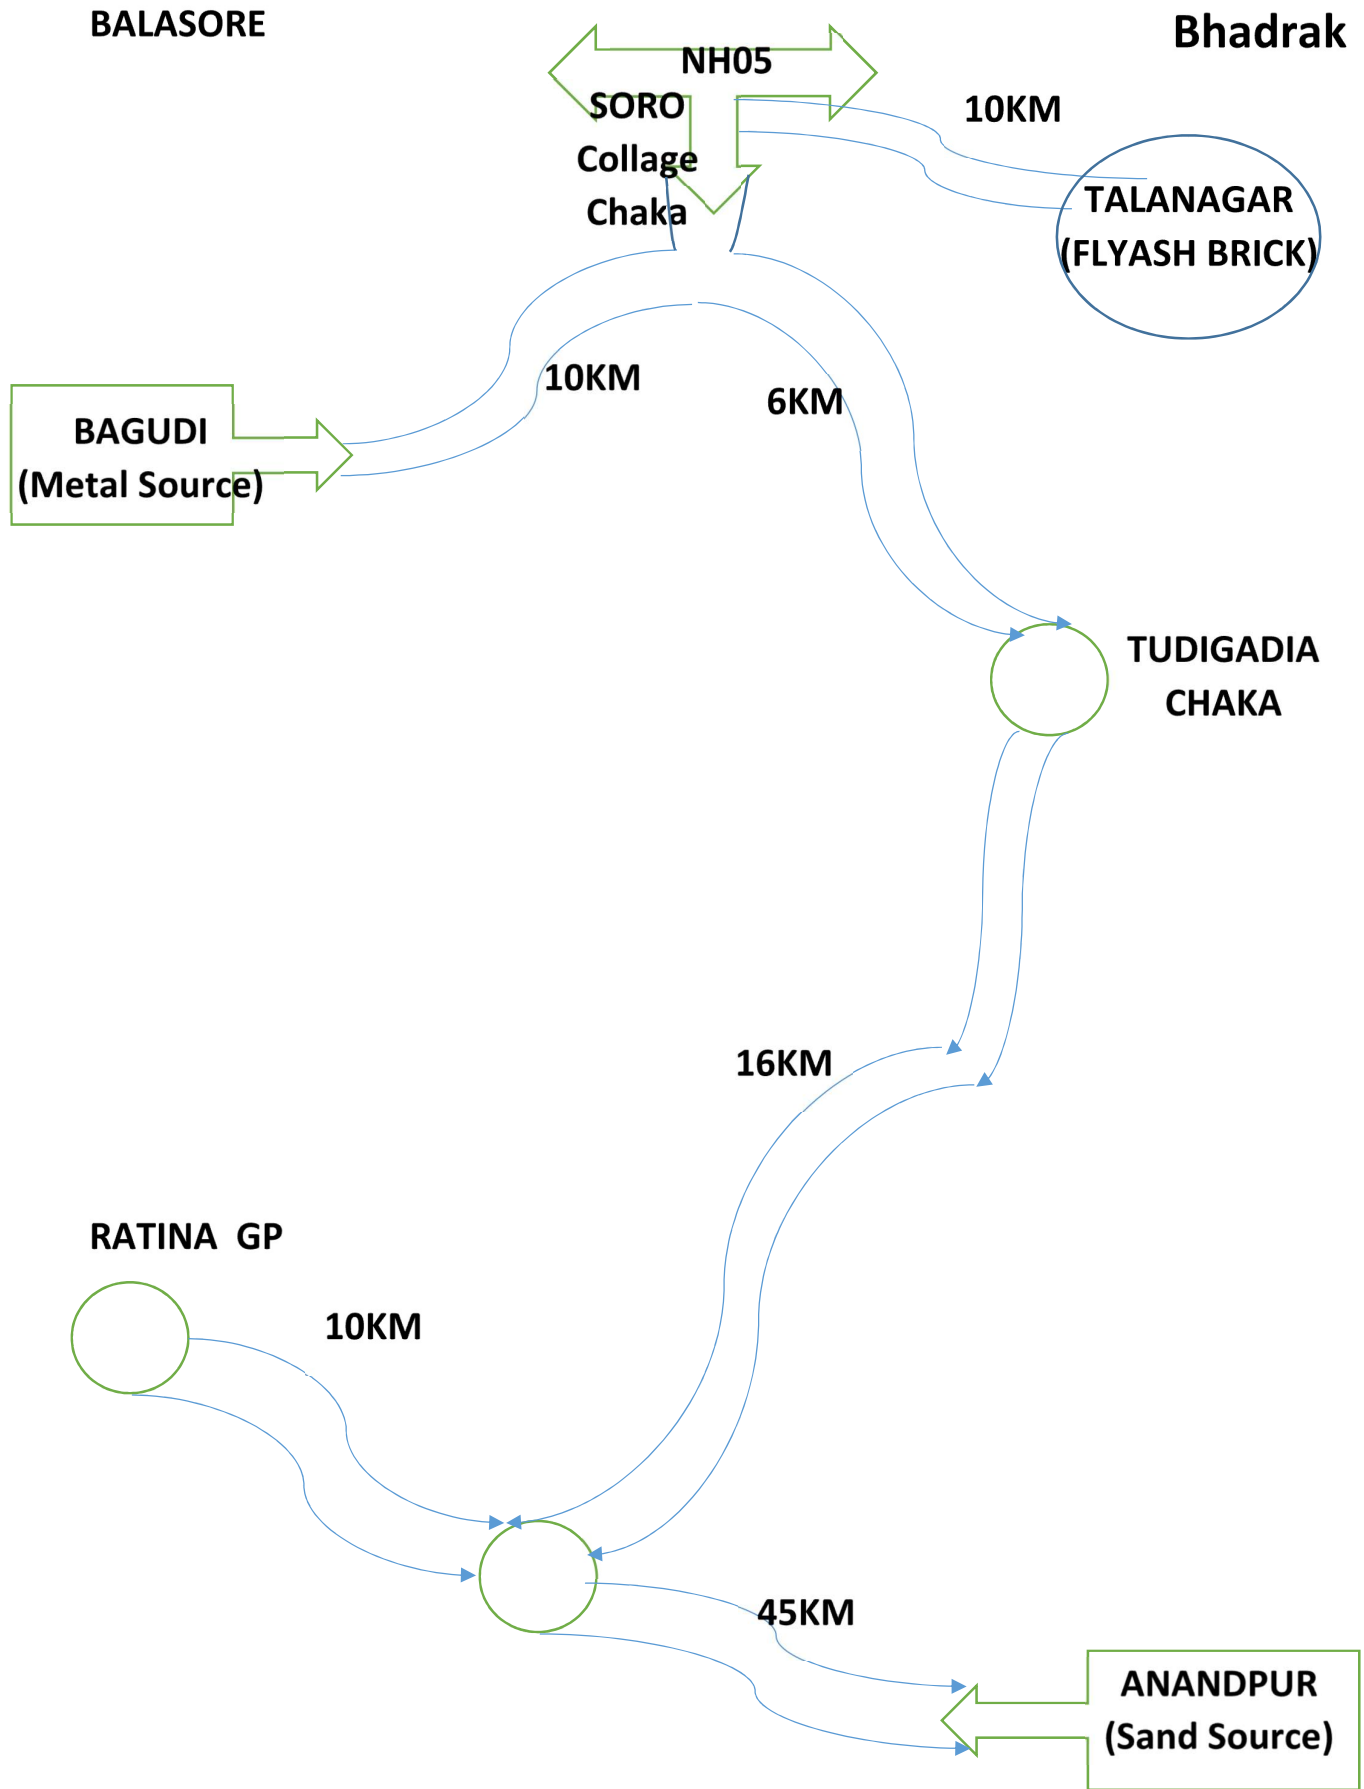 BALASORE
Bhadrak
NH05
SORO
Collage
Chaka
10KM
TALANAGAR
(FLYASH BRICK)
10KM
6KM
BAGUDI
(Metal Source)
TUDIGADIA
CHAKA
16KM
RATINA GP
10KM
45KM
ANANDPUR
(Sand Source)